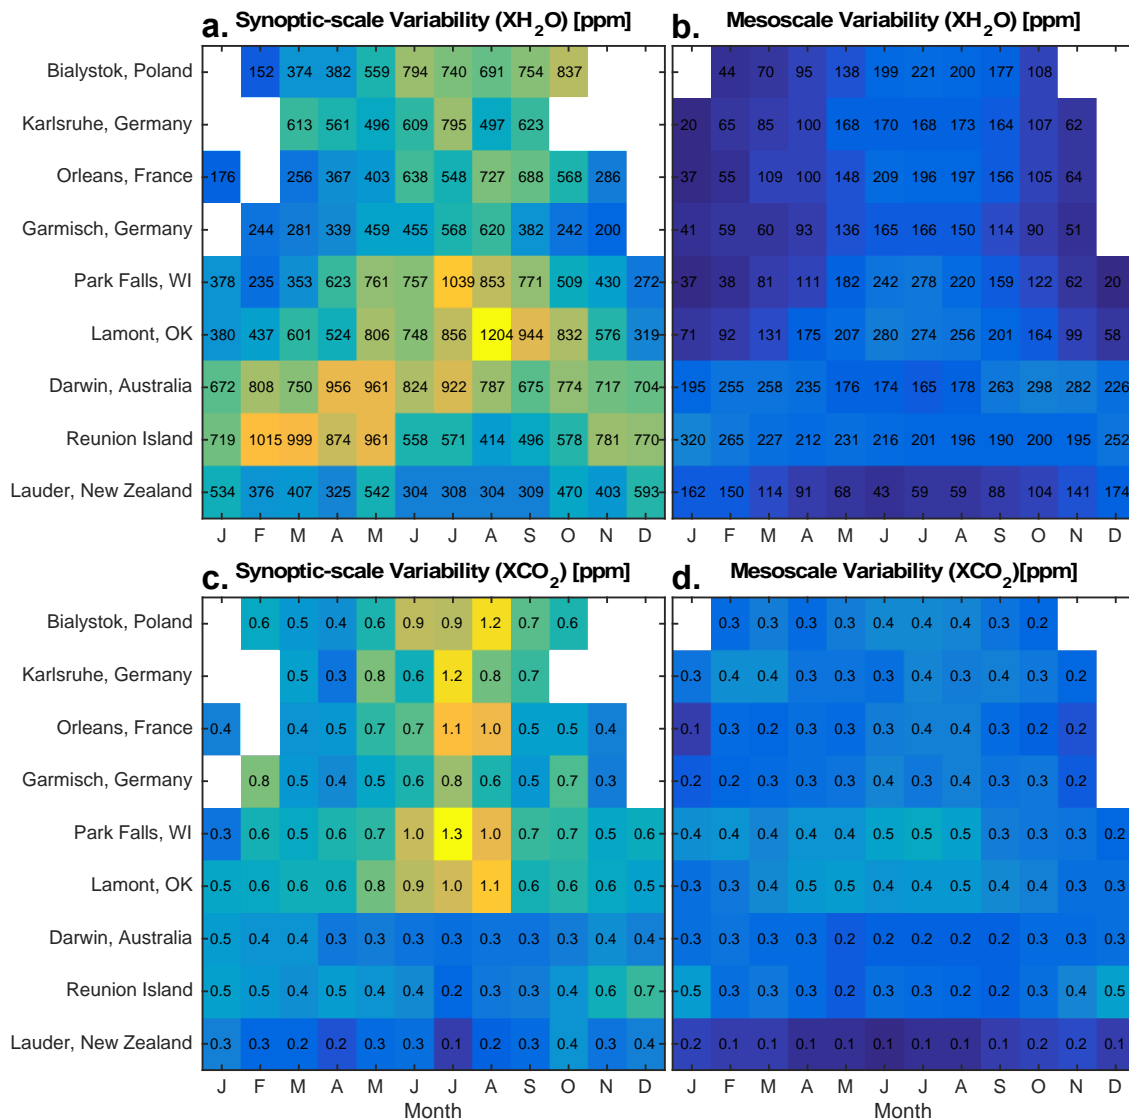 a. Synoptic-scale Variability (XH2O) [ppm]
b. Mesoscale Variability (XH2O) [ppm]
Bialystok, Poland 152 374 382 559 794 740 691 754 837 44 70 95 138 199 221 200 177 108
Karlsruhe, Germany 613 561 496 609 795 497 623 20 65 85 100 168 170 168 173 164 107 62
Orleans, France 176 256 367 403 638 548 727 688 568 286 37 55 109 100 148 209 196 197 156 105 64
Garmisch, Germany 244 281 339 459 455 568 620 382 242 200 41 59 60 93 136 165 166 150 114 90 51
Park Falls, WI 378 235 353 623 761 757 1039 853 771 509 430 272 37 38 81 111 182 242 278 220 159 122 62 20
Lamont, OK 380 437 601 524 806 748 856 1204 944 832 576 319 71 92 131 175 207 280 274 256 201 164 99 58
Darwin, Australia 672 808 750 956 961 824 922 787 675 774 717 704 195 255 258 235 176 174 165 178 263 298 282 226
Reunion Island 719 1015 999 874 961 558 571 414 496 578 781 770 320 265 227 212 231 216 201 196 190 200 195 252
Lauder, New Zealand 534 376 407 325 542 304 308 304 309 470 403 593 162 150 114 91 68 43 59 59 88 104 141 174
J F M A M J J A S O N D J F M A M J J A S O N D
c. Synoptic-scale Variability (XCO2) [ppm]
d. Mesoscale Variability (XCO2)[ppm]
Bialystok, Poland 0.6 0.5 0.4 0.6 0.9 0.9 1.2 0.7 0.6 0.3 0.3 0.3 0.3 0.4 0.4 0.4 0.3 0.2
Karlsruhe, Germany 0.5 0.3 0.8 0.6 1.2 0.8 0.7 0.3 0.4 0.4 0.3 0.3 0.3 0.4 0.3 0.4 0.3 0.2
Orleans, France 0.4 0.4 0.5 0.7 0.7 1.1 1.0 0.5 0.5 0.4 0.1 0.3 0.2 0.3 0.3 0.3 0.4 0.4 0.3 0.2 0.2
Garmisch, Germany 0.8 0.5 0.4 0.5 0.6 0.8 0.6 0.5 0.7 0.3 0.2 0.2 0.3 0.3 0.3 0.4 0.3 0.4 0.3 0.3 0.2
Park Falls, WI 0.3 0.6 0.5 0.6 0.7 1.0 1.3 1.0 0.7 0.7 0.5 0.6 0.4 0.4 0.4 0.4 0.4 0.5 0.5 0.5 0.3 0.3 0.3 0.2
Lamont, OK 0.5 0.6 0.6 0.6 0.8 0.9 1.0 1.1 0.6 0.6 0.6 0.5 0.3 0.3 0.4 0.5 0.5 0.4 0.4 0.5 0.4 0.4 0.3 0.3
Darwin, Australia 0.5 0.4 0.4 0.3 0.3 0.3 0.3 0.3 0.3 0.3 0.4 0.4 0.3 0.3 0.3 0.3 0.2 0.2 0.2 0.2 0.2 0.3 0.3 0.3
Reunion Island 0.5 0.5 0.4 0.5 0.4 0.4 0.2 0.3 0.3 0.4 0.6 0.7 0.5 0.3 0.3 0.3 0.2 0.3 0.3 0.2 0.2 0.3 0.4 0.5
Lauder, New Zealand 0.3 0.3 0.2 0.2 0.3 0.3 0.1 0.2 0.3 0.4 0.3 0.4 0.2 0.1 0.1 0.1 0.1 0.1 0.1 0.1 0.1 0.2 0.2 0.1
J F M A M J J A S O N D J F M A M J J A S O N D
Month Month